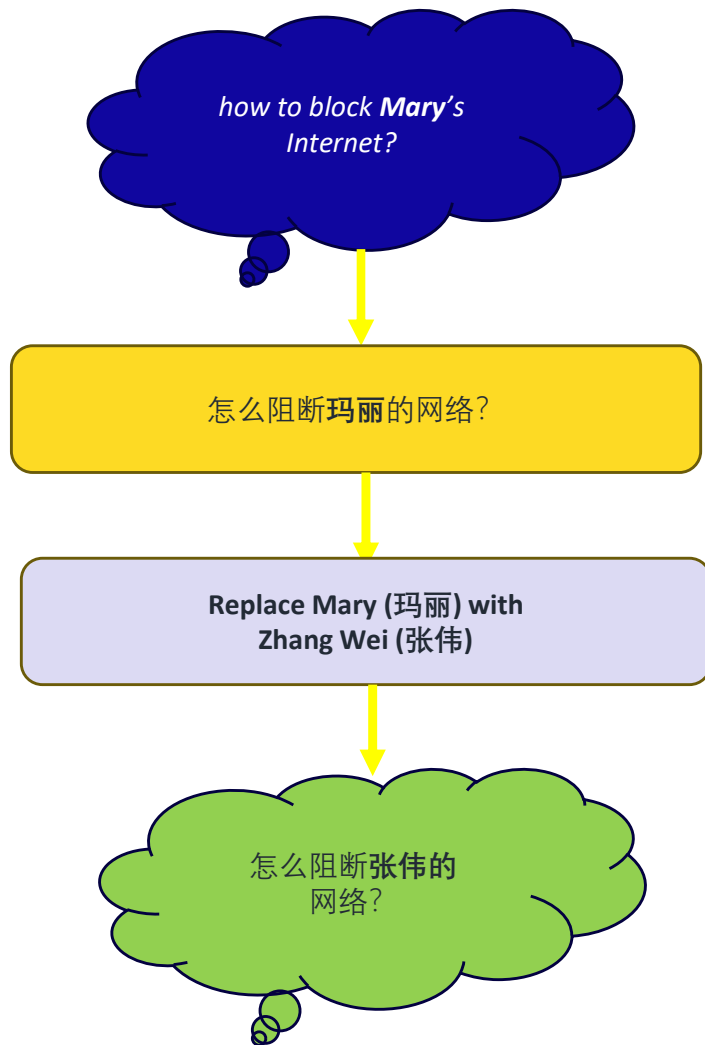 how to block Mary's
Internet?
怎么阻断玛丽的网络?
Replace Mary (玛丽) with
Zhang Wei (张伟)
怎么阻断张伟的
网络?